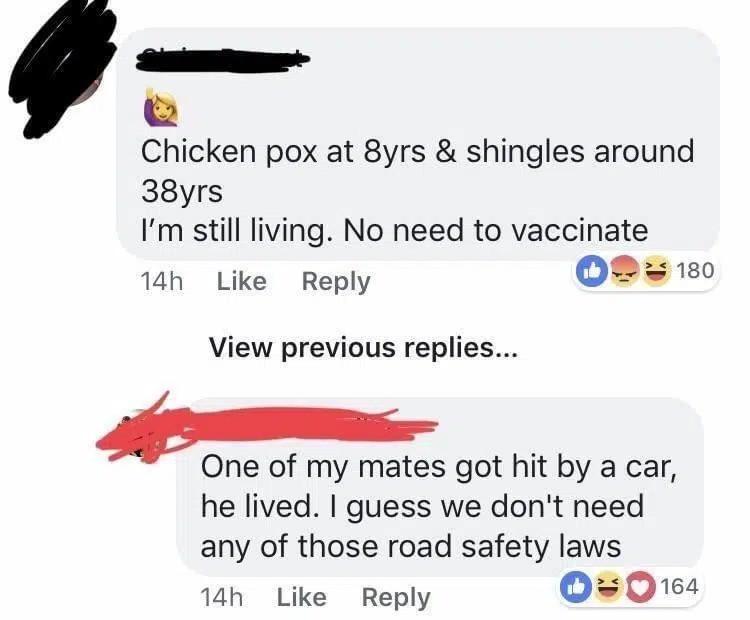 Chicken pox at 8yrs & shingles around
38yrs
I'm still living. No need to vaccinate
14h Like Reply 180
View previous replies...
One of my mates got hit by a car,
he lived. I guess we don't need
any of those road safety laws
14h Like Reply 164